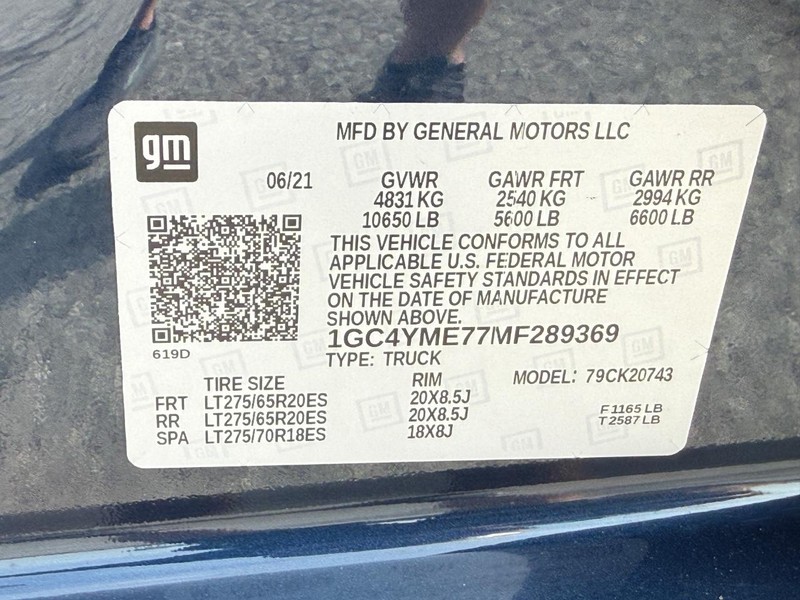 gm
MFD BY GENERAL MOTORS LLC
06/21 GVWR GAWR FRT GAWR RR
4831 KG 2540 KG 2994 KG
10650 LB 5600 LB 6600 LB
THIS VEHICLE CONFORMS TO ALL
APPLICABLE U.S. FEDERAL MOTOR
VEHICLE SAFETY STANDARDS IN EFFECT
ON THE DATE OF MANUFACTURE
SHOWN ABOVE.
1GC4YME77MF289369
619D
TYPE: TRUCK
TIRE SIZE RIM MODEL: 79CK20743
FRT LT275/65R20ES 20X8.5J
RR LT275/65R20ES 20X8.5J
SPA LT275/70R18ES 18X8J
F1165 LB
T2587 LB